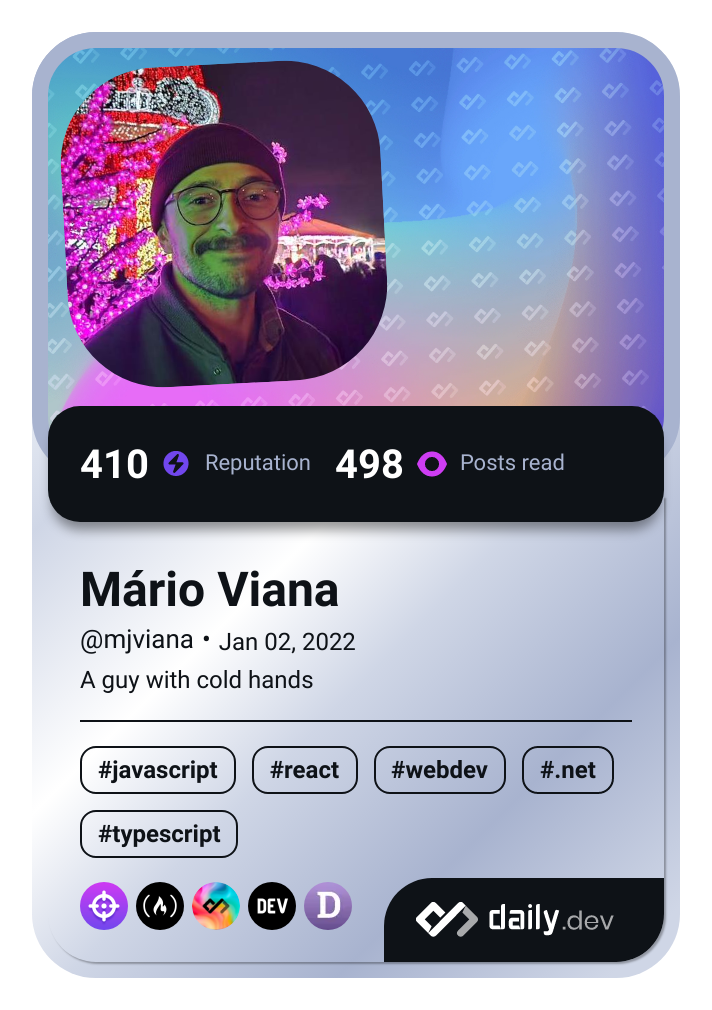 410 Reputation 498 Posts read
Mário Viana
@mjviana • Jan 02, 2022
A guy with cold hands
#javascript #react #webdev #.net
#typescript
DEV D daily.dev